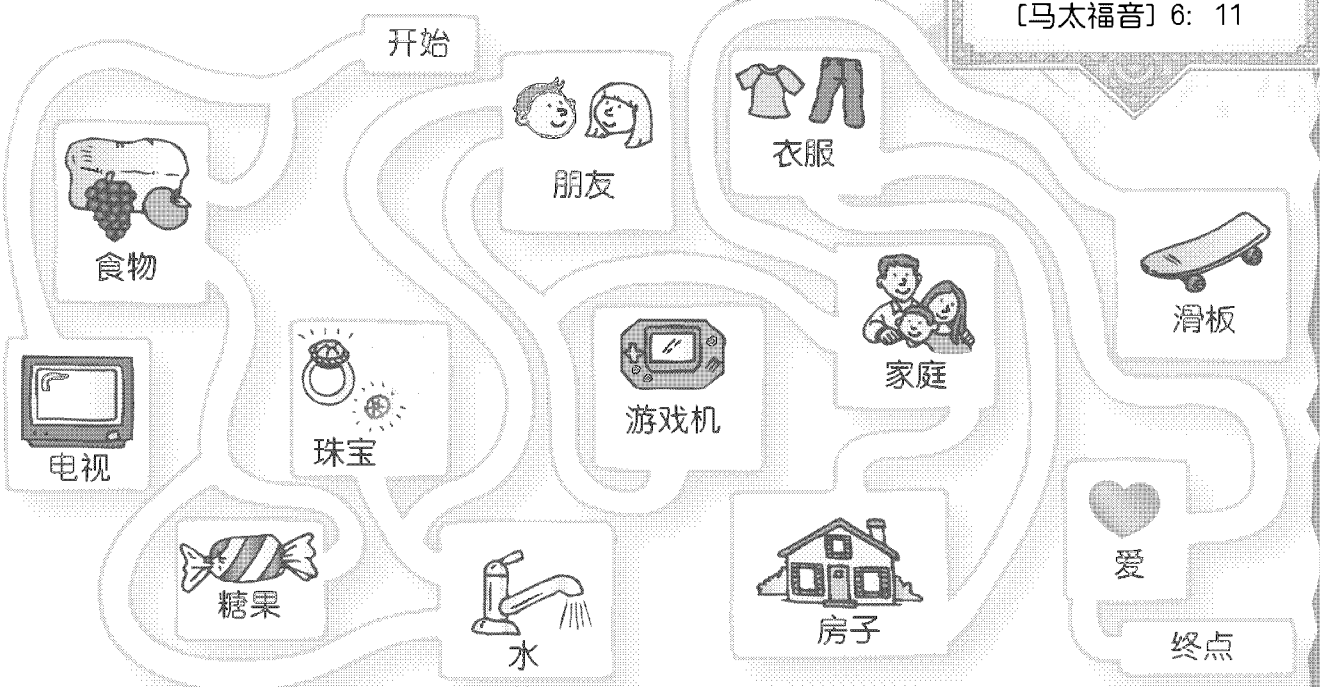 [马太福音] 6: 11
开始
朋友
衣服
食物
滑板
家庭
游戏机
珠宝
电视
爱
糖果
房子
水
终点